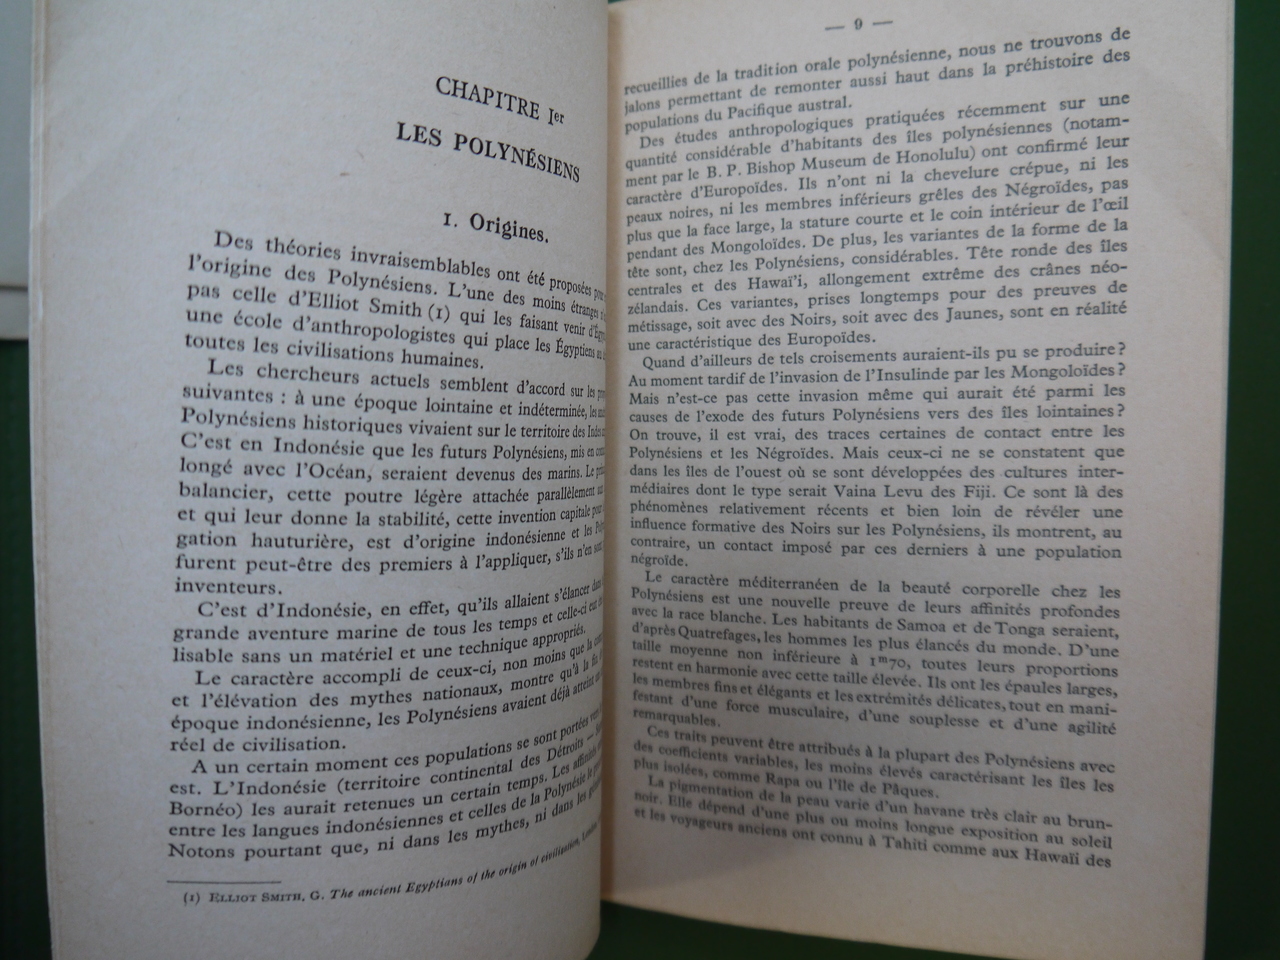 CHAPITRE Ier
LES POLYNÉSIENS
1. Origines.
Des théories invraisemblables ont été proposées pour
l'origine des Polynésiens. L'une des moins étranges
pas celle d'Elliot Smith (1) qui les faisant venir
une école d'anthropologistes qui place les Égyptiens au
toutes les civilisations humaines.
Les chercheurs actuels semblent d'accord sur les
suivantes : à une époque lointaine et indéterminée, les
Polynésiens historiques vivaient sur le territoire des
C'est en Indonésie que les futurs Polynésiens, mis en
longé avec l'Océan, seraient devenus des marins. Le
balancier, cette poutre légère attachée parallèlement
et qui leur donne la stabilité, cette invention capitale pour
gation hauturière, est d'origine indonésienne et les
furent peut-être des premiers à l'appliquer, s'ils n'en
inventeurs.
C'est d'Indonésie, en effet, qu'ils allaient s'élancer dans
grande aventure marine de tous les temps et celle-ci
lisable sans un matériel et une technique appropriés.
Le caractère accompli de ceux-ci, non moins que la
et l'élévation des mythes nationaux, montre qu'à la
époque indonésienne, les Polynésiens avaient déjà atteint
réel de civilisation.
A un certain moment ces populations se sont portées
est. L'Indonésie (territoire continental des Détroits —
Bornéo) les aurait retenues un certain temps. Les affinités
entre les langues indonésiennes et celles de la Polynésie
Notons pourtant que, ni dans les mythes, ni dans les
(1) ELLIOT SMITH, G. The ancient Egyptians of the origin of civilisation,
— 9 —
recueillies de la tradition orale polynésienne, nous ne trouvons de
jalons permettant de remonter aussi haut dans la préhistoire des
populations du Pacifique austral.
Des études anthropologiques pratiquées récemment sur une
quantité considérable d'habitants des îles polynésiennes (notam-
ment par le B. P. Bishop Museum de Honolulu) ont confirmé leur
caractère d'Europoïdes. Ils n'ont ni la chevelure crépue, ni les
peaux noires, ni les membres inférieurs grêles des Négroïdes, pas
plus que la face large, la stature courte et le coin intérieur de l'œil
pendant des Mongoloïdes. De plus, les variantes de la forme de la
tête sont, chez les Polynésiens, considérables. Tête ronde des îles
centrales et des Hawaï'i, allongement extrême des crânes néo-
zélandais. Ces variantes, prises longtemps pour des preuves de
métissage, soit avec des Noirs, soit avec des Jaunes, sont en réalité
une caractéristique des Europoïdes.
Quand d'ailleurs de tels croisements auraient-ils pu se produire ?
Au moment tardif de l'invasion de l'Insulinde par les Mongoloïdes ?
Mais n'est-ce pas cette invasion même qui aurait été parmi les
causes de l'exode des futurs Polynésiens vers des îles lointaines ?
On trouve, il est vrai, des traces certaines de contact entre les
Polynésiens et les Négroïdes. Mais ceux-ci ne se constatent que
dans les îles de l'ouest où se sont développées des cultures inter-
médiaires dont le type serait Vaina Levu des Fiji. Ce sont là des
phénomènes relativement récents et bien loin de révéler une
influence formative des Noirs sur les Polynésiens, ils montrent, au
contraire, un contact imposé par ces derniers à une population
négroïde.
Le caractère méditerranéen de la beauté corporelle chez les
Polynésiens est une nouvelle preuve de leurs affinités profondes
avec la race blanche. Les habitants de Samoa et de Tonga seraient,
d'après Quatrefages, les hommes les plus élancés du monde. D'une
taille moyenne non inférieure à 1m70, toutes leurs proportions
restent en harmonie avec cette taille élevée. Ils ont les épaules larges,
les membres fins et élégants et les extrémités délicates, tout en mani-
festant d'une force musculaire, d'une souplesse et d'une agilité
remarquables.
Ces traits peuvent être attribués à la plupart des Polynésiens avec
des coefficients variables, les moins élevés caractérisant les îles les
plus isolées, comme Rapa ou l'île de Pâques.
La pigmentation de la peau varie d'un havane très clair au brun-
noir. Elle dépend d'une plus ou moins longue exposition au soleil
et les voyageurs anciens ont connu à Tahiti comme aux Hawaïi des